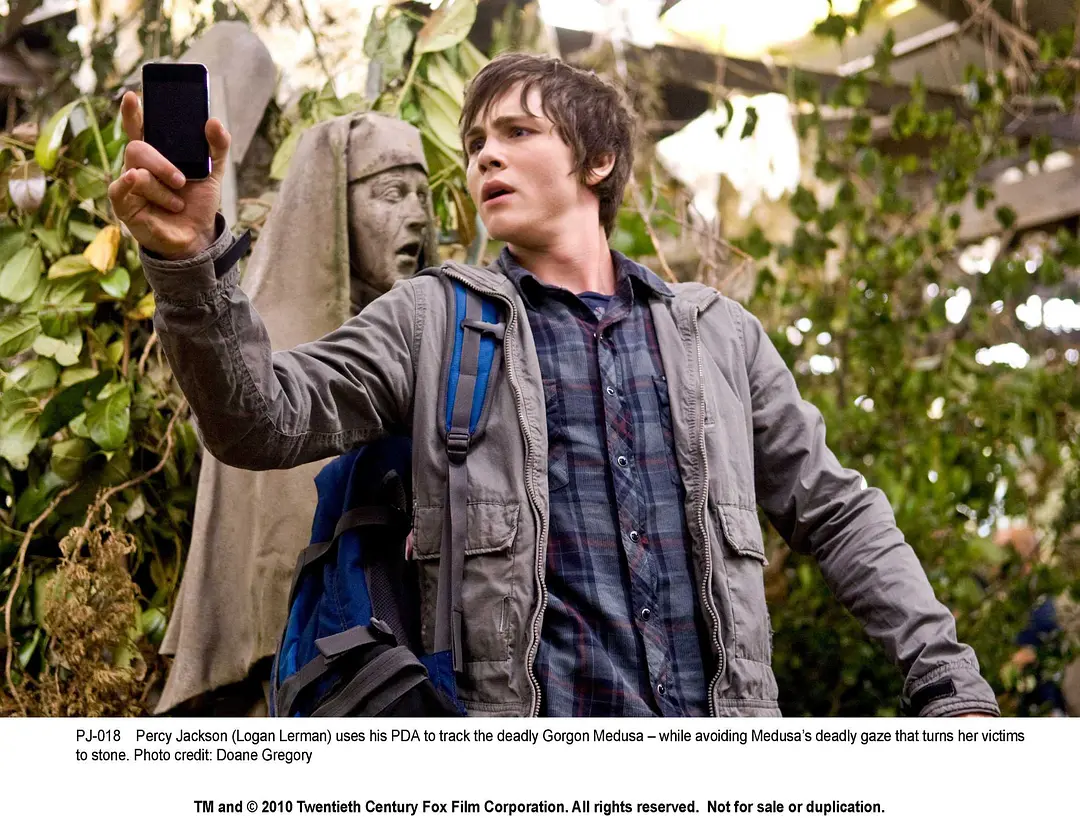 PJ-018 Percy Jackson (Logan Lerman) uses his PDA to track the deadly Gorgon Medusa – while avoiding Medusa’s deadly gaze that turns her victims
to stone. Photo credit: Doane Gregory
TM and © 2010 Twentieth Century Fox Film Corporation. All rights reserved. Not for sale or duplication.